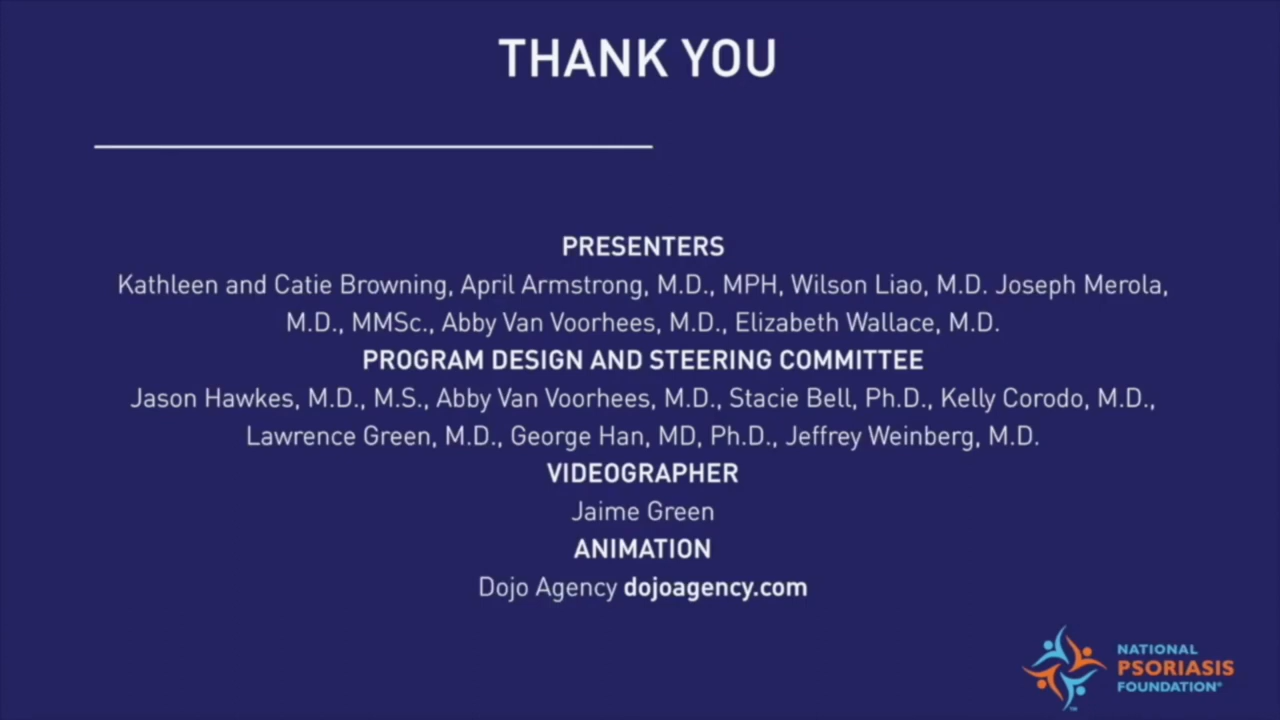 THANK YOU
PRESENTERS
Kathleen and Catie Browning, April Armstrong, M.D., MPH, Wilson Liao, M.D. Joseph Merola,
M.D., MMSc., Abby Van Voorhees, M.D., Elizabeth Wallace, M.D.
PROGRAM DESIGN AND STEERING COMMITTEE
Jason Hawkes, M.D., M.S., Abby Van Voorhees, M.D., Stacie Bell, Ph.D., Kelly Corodo, M.D.,
Lawrence Green, M.D., George Han, MD, Ph.D., Jeffrey Weinberg, M.D.
VIDEOGRAPHER
Jaime Green
ANIMATION
Dojo Agency dojoagency.com
NATIONAL
PSORIASIS
FOUNDATION®
™